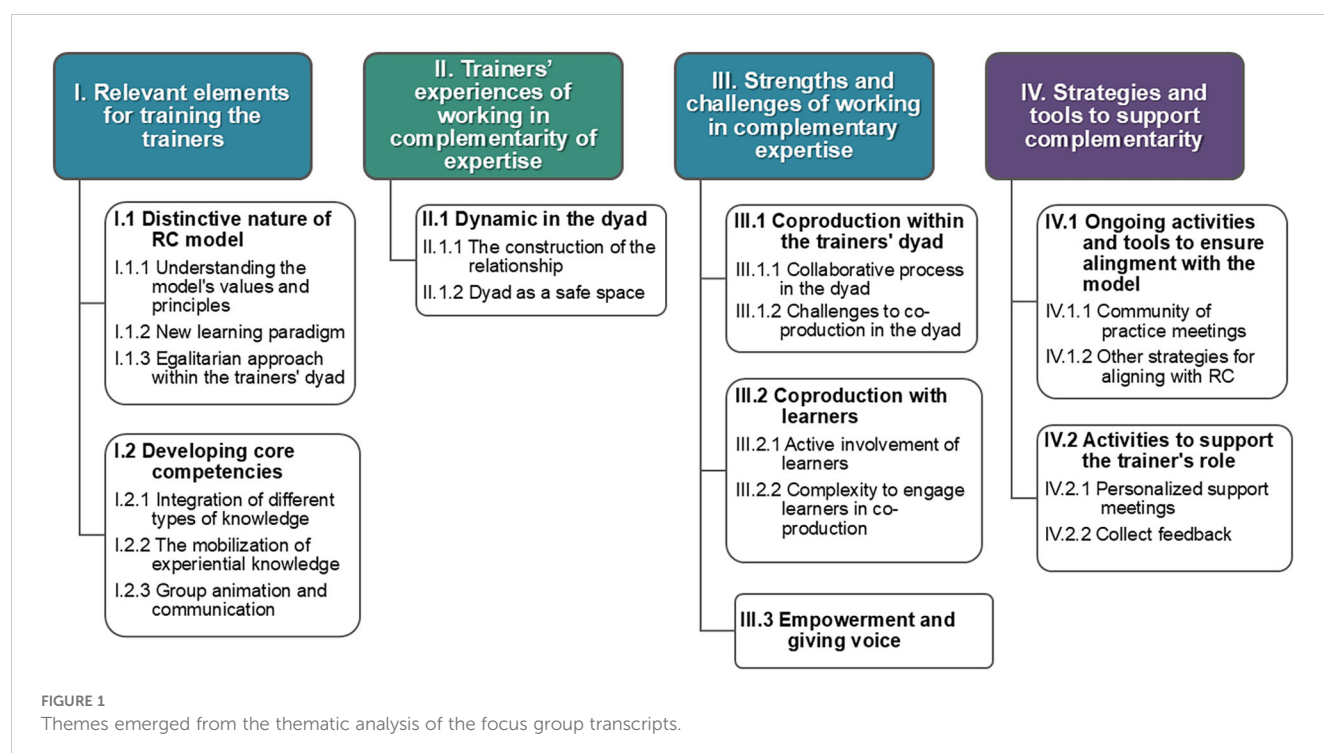 I. Relevant elements
for training the
trainers
I.1 Distinctive nature of
RC model
I.1.1 Understanding the
model's values and
principles
I.1.2 New learning paradigm
I.1.3 Egalitarian approach
within the trainers' dyad
I.2 Developing core
competencies
I.2.1 Integration of different
types of knowledge
I.2.2 The mobilization of
experiential knowledge
I.2.3 Group animation and
communication
II. Trainers’
experiences of
working in
complementarity of
expertise
II.1 Dynamic in the dyad
II.1.1 The construction of the
relationship
II.1.2 Dyad as a safe space
III. Strengths and
challenges of working
in complementary
expertise
III.1 Coproduction within
the trainers' dyad
III.1.1 Collaborative process
in the dyad
III.1.2 Challenges to co-
production in the dyad
III.2 Coproduction with
learners
III.2.1 Active involvement of
learners
III.2.2 Complexity to engage
learners in co-
production
III.3 Empowerment and
giving voice
IV. Strategies and
tools to support
complementarity
IV.1 Ongoing activities
and tools to ensure
alingment with the
model
IV.1.1 Community of
practice meetings
IV.1.2 Other strategies for
aligning with RC
IV.2 Activities to support
the trainer's role
IV.2.1 Personalized support
meetings
IV.2.2 Collect feedback
FIGURE 1
Themes emerged from the thematic analysis of the focus group transcripts.